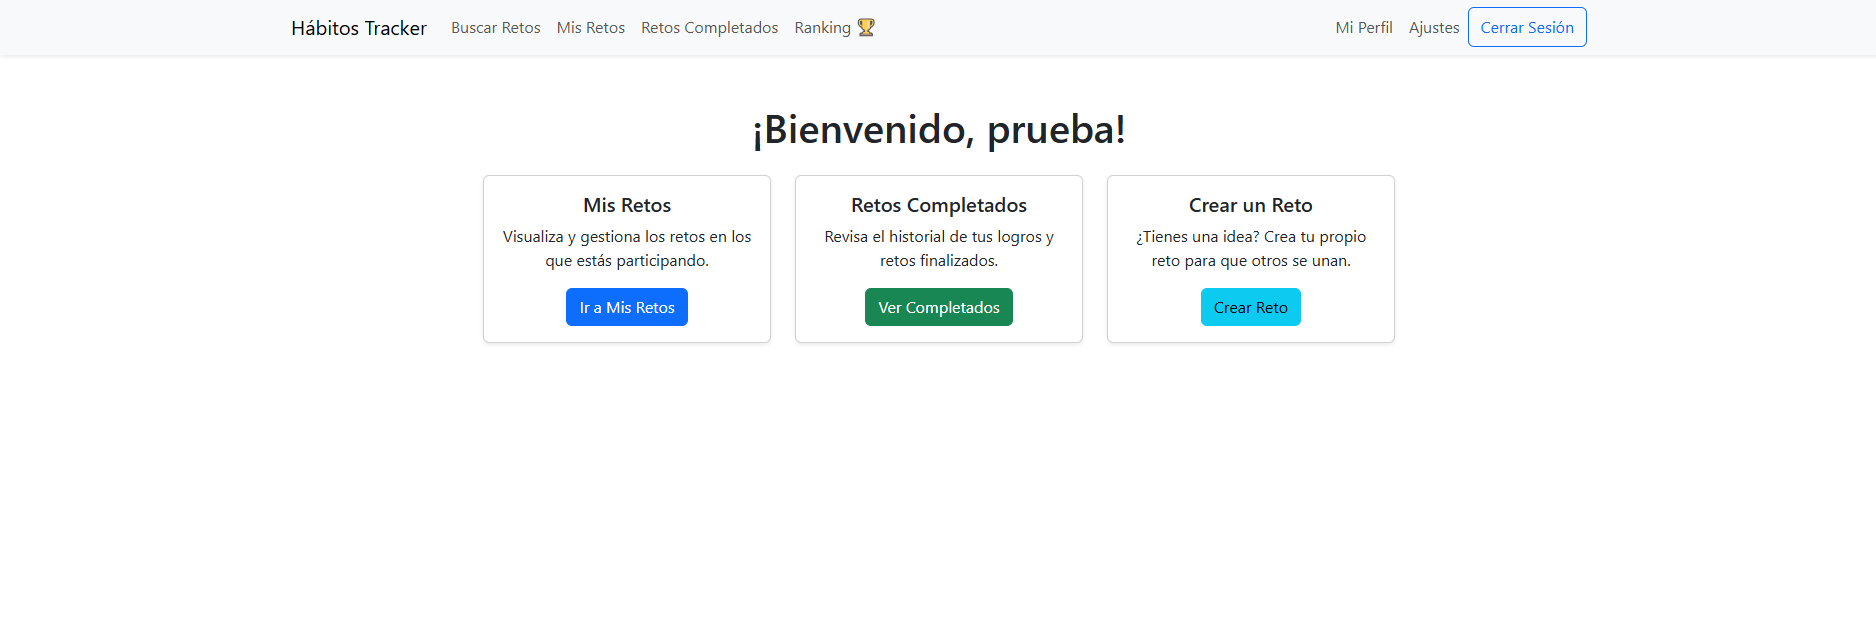 Hábitos Tracker Buscar Retos Mis Retos Retos Completados Ranking 🏆 Mi Perfil Ajustes Cerrar Sesión
¡Bienvenido, prueba!
Mis Retos
Visualiza y gestiona los retos en los
que estás participando.
Ir a Mis Retos
Retos Completados
Revisa el historial de tus logros y
retos finalizados.
Ver Completados
Crear un Reto
¿Tienes una idea? Crea tu propio
reto para que otros se unan.
Crear Reto